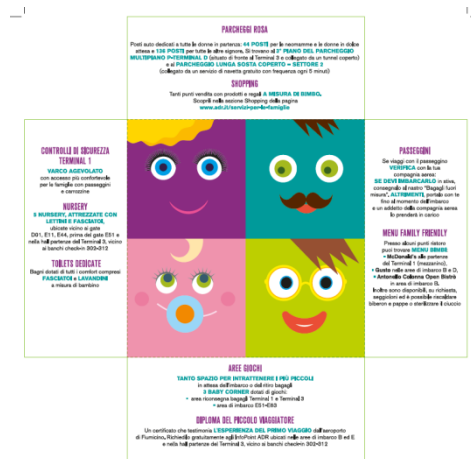 PARCHEGGI ROSA
Posti auto dedicati a tutte le donne in partenza: 64 POSTI per le neomamme e le donne in dolce
attesa e 136 POSTI per tutte le altre signore. Si trovano al 3° PIANO DEL PARCHEGGIO
MULTIPIANO P-TERMINAL D (situato di fronte al Terminal 3 e collegato da un tunnel coperto)
e al PARCHEGGIO LUNGA SOSTA COPERTO – SETTORE 2
(collegato da un servizio di navetta gratuito con frequenza ogni 5 minuti)
SHOPPING
Tanti punti vendita con prodotti e regali A MISURA DI BIMBO.
Scoprili nella sezione Shopping della pagina
www.adr.it/servizi-per-le-famiglie
CONTROLLI DI SICUREZZA
TERMINAL 1
VARCO AGEVOLATO
con accesso più confortevole
per le famiglie con passeggini
e carrozzine
NURSERY
5 NURSERY, ATTREZZATE CON
LETTINI E FASCIATOI,
ubicate vicino ai gate
D01, E11, E44, prima del gate E51 e
nella hall partenze del Terminal 3, vicino
ai banchi check-in 302-312
TOILETS DEDICATE
Bagni dotati di tutti i comfort compresi
FASCIATOI e LAVANDINI
a misura di bambino
PASSEGGINI
Se viaggi con il passeggino
VERIFICA con la tua
compagnia aerea:
SE DEVI IMBARCARLO in stiva,
consegnalo al nastro "Bagagli fuori
misura", ALTRIMENTI, portalo con te
fino al momento dell'imbarco
e un addetto della compagnia aerea
lo prenderà in carico
MENU FAMILY FRIENDLY
Presso alcuni punti ristoro
puoi trovare MENU BIMBI
• McDonald's alle partenze
del Terminal 1 (mezzanino).
• Gusto nelle aree di imbarco B e D.
• Antonello Colonna Open Bistrò
in area di imbarco B.
Inoltre sono disponibili, su richiesta,
seggioloni ed è possibile riscaldare
biberon e pappe o sterilizzare il ciuccio
AREE GIOCHI
TANTO SPAZIO PER INTRATTENERE I PIÙ PICCOLI
in attesa dell'imbarco o del ritiro bagagli
3 BABY CORNER dotati di giochi:
• area riconsegna bagagli Terminal 1 e Terminal 3
• area di imbarco E51-E53
DIPLOMA DEL PICCOLO VIAGGIATORE
Un certificato che testimonia L'ESPERIENZA DEL PRIMO VIAGGIO dall'aeroporto
di Fiumicino. Richiedilo gratuitamente agli InfoPoint ADR ubicati nelle aree di imbarco B ed E
e nella hall partenze del Terminal 3, vicino ai banchi check-in 302-312